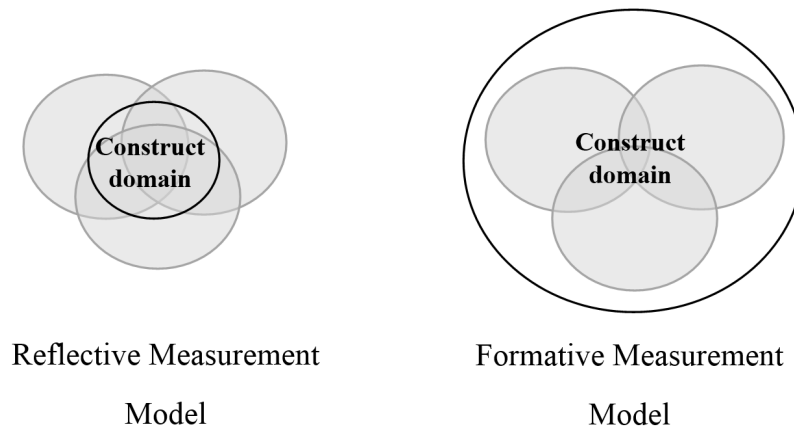 Construct
domain
Construct
domain
Reflective Measurement
Model
Formative Measurement
Model